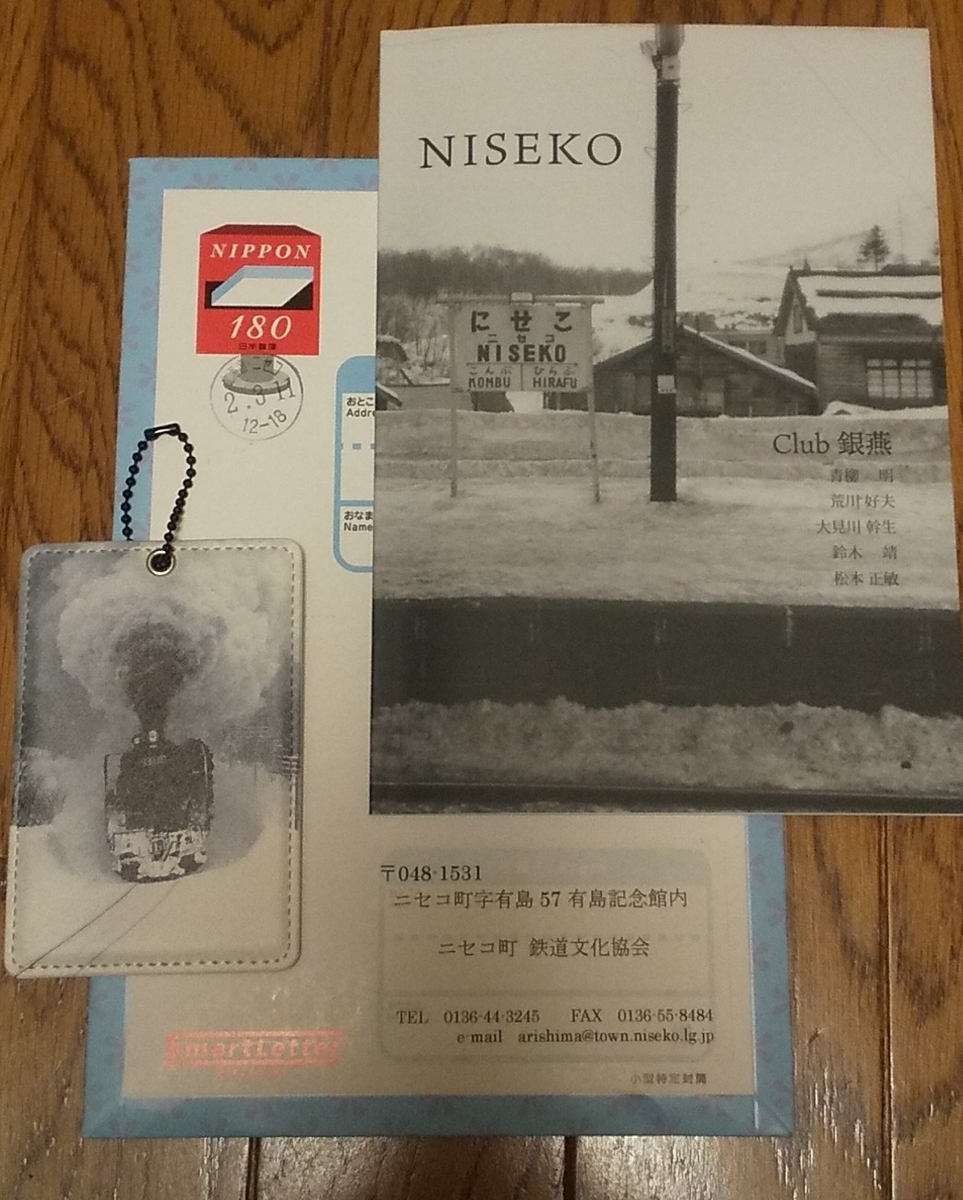 NISEKO
にせこ
ニセコ
NISEKO
こんぶ ひらふ
KOMBU HIRAFU
Club 銀燕
青柳 明
荒川 好夫
大見川 幹生
鈴木 靖
松本 正敏
NIPPON
180
日本郵便
2.3.11
12-18
おとこ
Addre
おなま
Name
〒048-1531
ニセコ町字有島 57 有島記念館内
ニセコ町 鉄道文化協会
TEL 0136-44-3245 FAX 0136-55-8484
e-mail arishima@town.niseko.lg.jp
SmartLetter
小型特定封筒